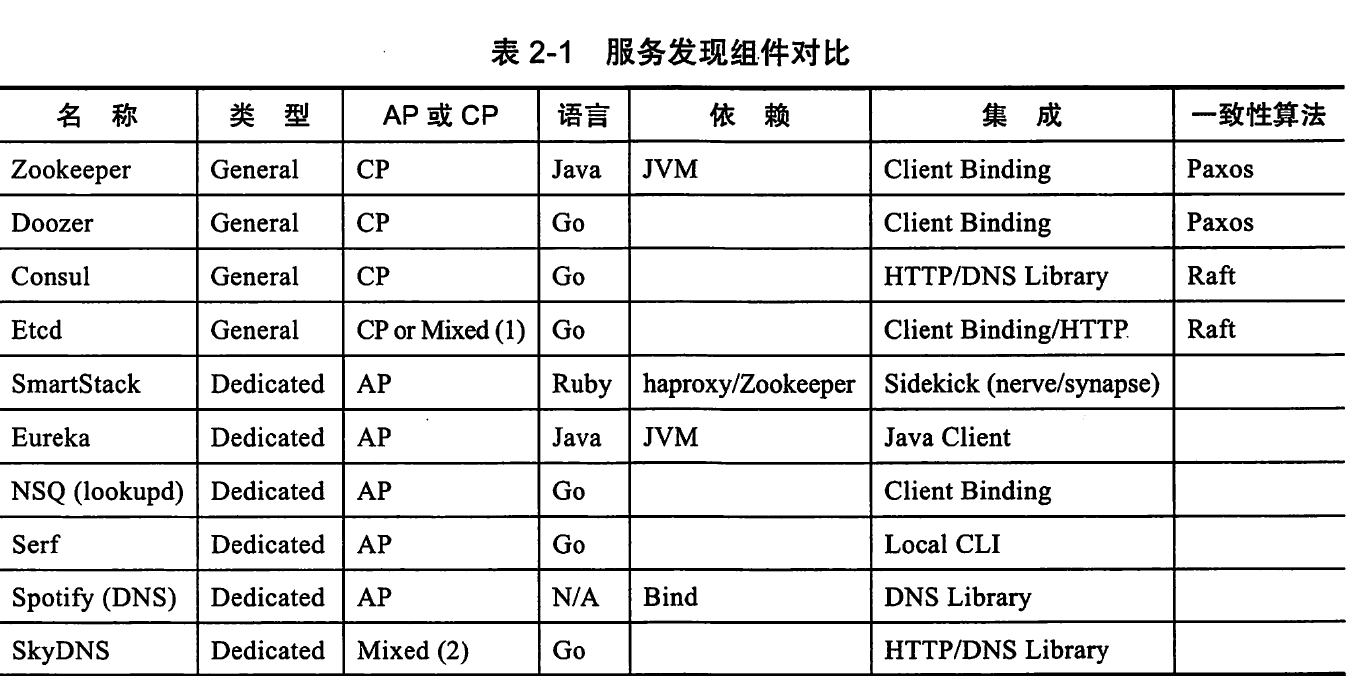 表 2-1 服务发现组件对比
名 称 类 型 AP 或 CP 语言 依 赖 集 成 一致性算法
Zookeeper General CP Java JVM Client Binding Paxos
Doozer General CP Go Client Binding Paxos
Consul General CP Go HTTP/DNS Library Raft
Etcd General CP or Mixed (1) Go Client Binding/HTTP Raft
SmartStack Dedicated AP Ruby haproxy/Zookeeper Sidekick (nerve/synapse)
Eureka Dedicated AP Java JVM Java Client
NSQ (lookupd) Dedicated AP Go Client Binding
Serf Dedicated AP Go Local CLI
Spotify (DNS) Dedicated AP N/A Bind DNS Library
SkyDNS Dedicated Mixed (2) Go HTTP/DNS Library